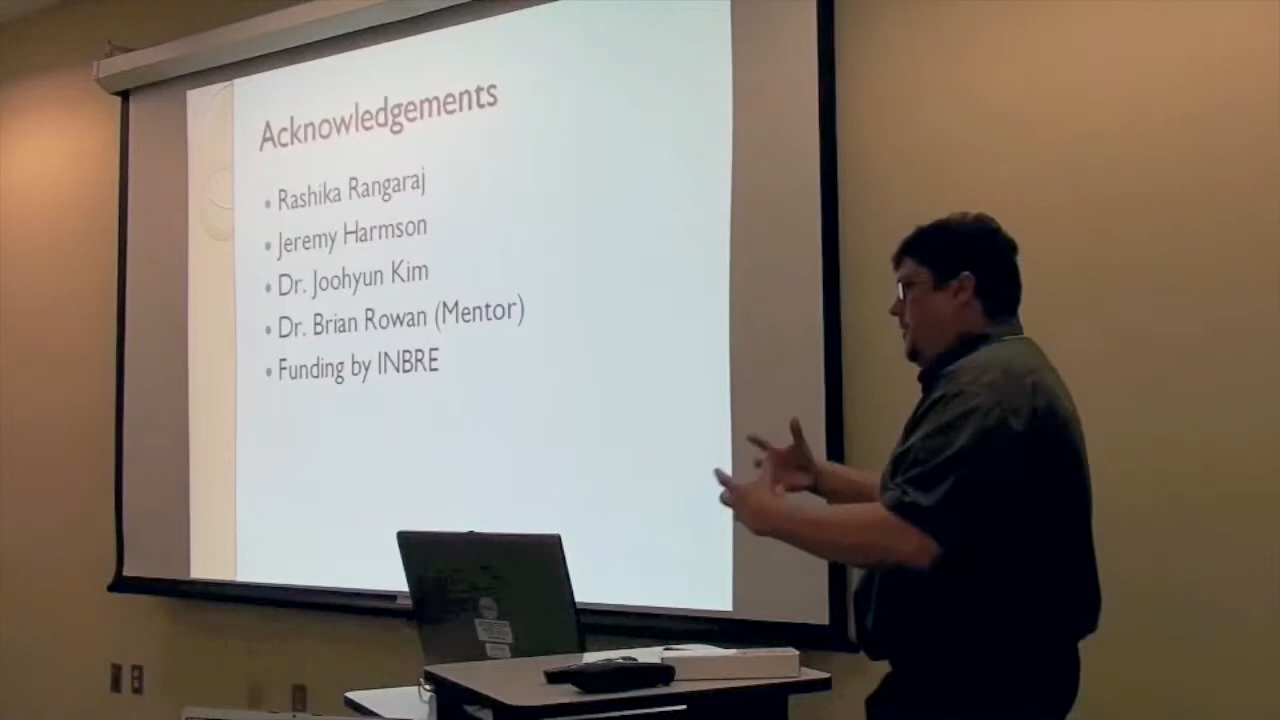 Acknowledgements
• Rashika Rangaraj
• Jeremy Harmson
• Dr. Joohyun Kim
• Dr. Brian Rowan (Mentor)
• Funding by INBRE